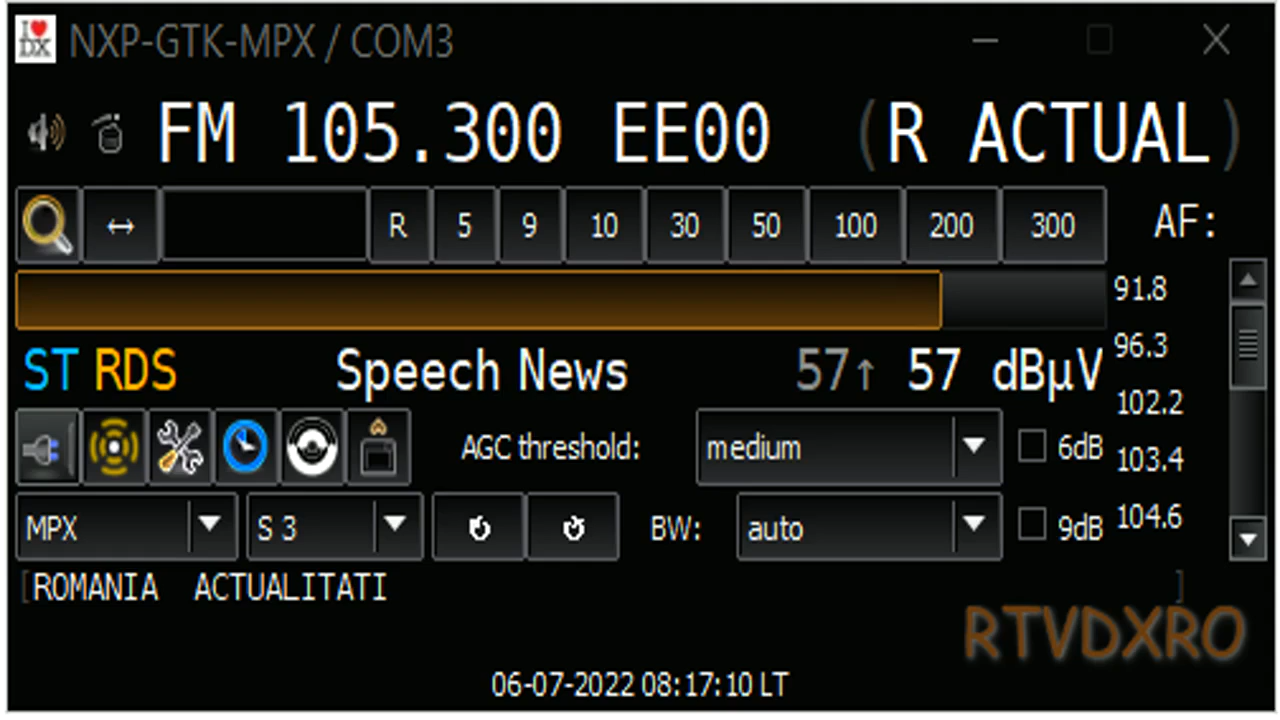 I ❤ DX NXP-GTK-MPX / COM3
FM 105.300 EE00 (R ACTUAL)
R 5 9 10 30 50 100 200 300 AF:
91.8
96.3
ST RDS Speech News 57↑ 57 dBµV
102.2
AGC threshold: medium 6dB
103.4
MPX S 3 BW: auto 9dB
104.6
[ROMANIA ACTUALITATI ]
RTVDXRO
06-07-2022 08:17:10 LT